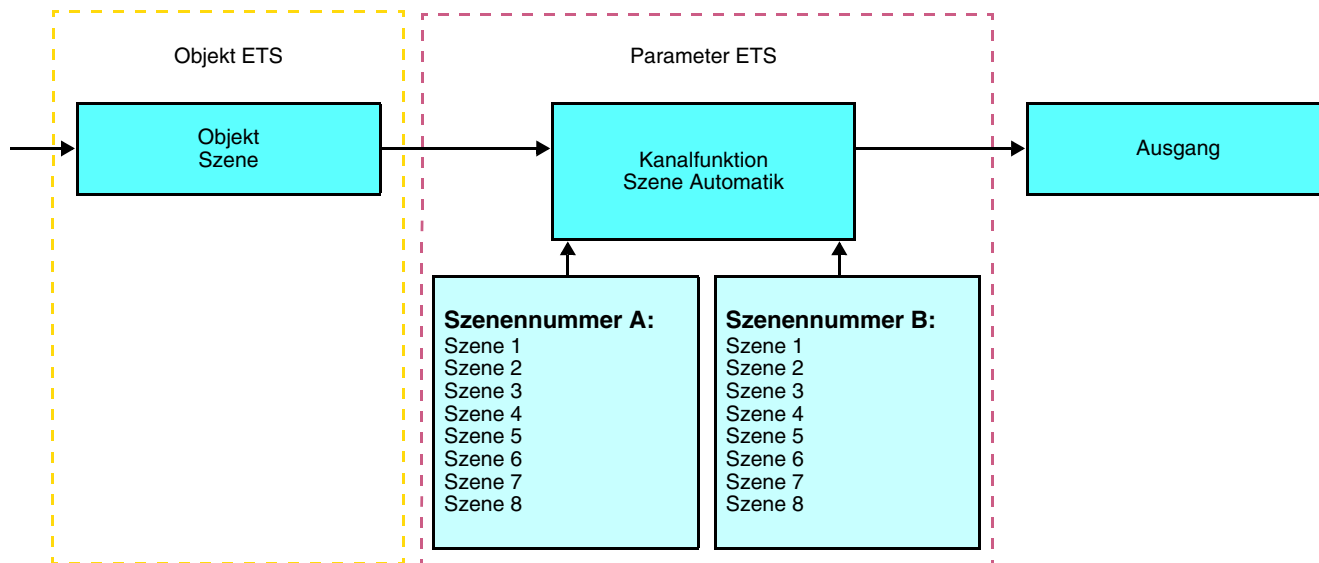 Objekt ETS
Parameter ETS
Objekt
Szene
Kanalfunktion
Szene Automatik
Ausgang
Szenennummer A:
Szene 1
Szene 2
Szene 3
Szene 4
Szene 5
Szene 6
Szene 7
Szene 8
Szenennummer B:
Szene 1
Szene 2
Szene 3
Szene 4
Szene 5
Szene 6
Szene 7
Szene 8